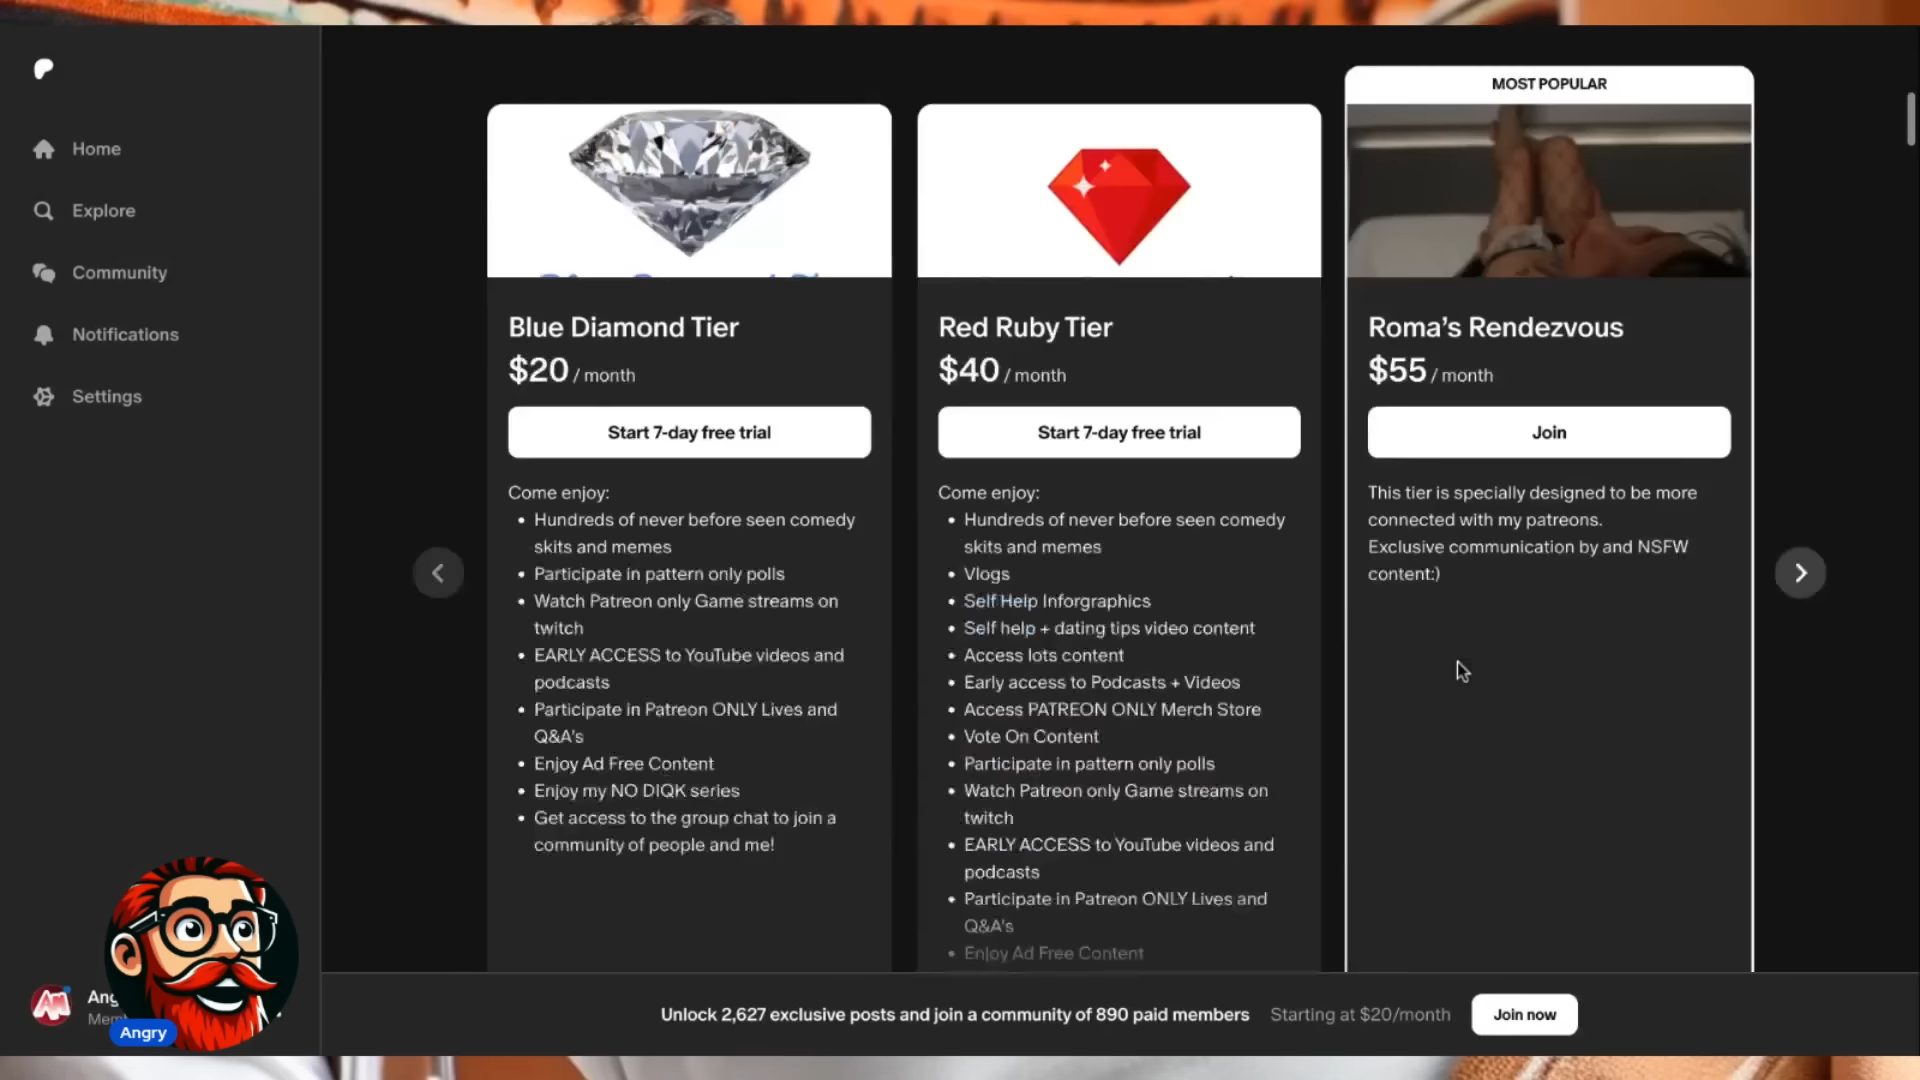 Home
Explore
Community
Notifications
Settings
Angry
Blue Diamond Tier
$20 / month
Start 7-day free trial
Come enjoy:
• Hundreds of never before seen comedy
skits and memes
• Participate in pattern only polls
• Watch Patreon only Game streams on
twitch
• EARLY ACCESS to YouTube videos and
podcasts
• Participate in Patreon ONLY Lives and
Q&A's
• Enjoy Ad Free Content
• Enjoy my NO DIQK series
• Get access to the group chat to join a
community of people and me!
Red Ruby Tier
$40 / month
Start 7-day free trial
Come enjoy:
• Hundreds of never before seen comedy
skits and memes
• Vlogs
• Self Help Inforgraphics
• Self help + dating tips video content
• Access lots content
• Early access to Podcasts + Videos
• Access PATREON ONLY Merch Store
• Vote On Content
• Participate in pattern only polls
• Watch Patreon only Game streams on
twitch
• EARLY ACCESS to YouTube videos and
podcasts
• Participate in Patreon ONLY Lives and
Q&A's
• Enjoy Ad Free Content
MOST POPULAR
Roma's Rendezvous
$55 / month
Join
This tier is specially designed to be more
connected with my patreons.
Exclusive communication by and NSFW
content:)
Unlock 2,627 exclusive posts and join a community of 890 paid members
Starting at $20/month
Join now